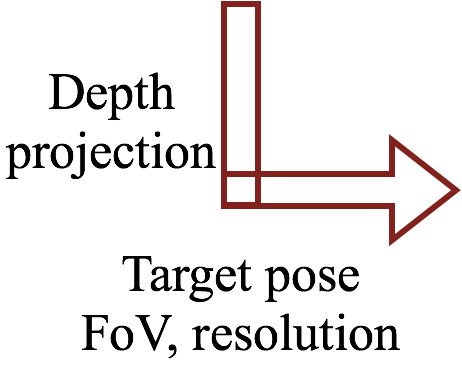 Depth
projection
Target pose
FoV, resolution